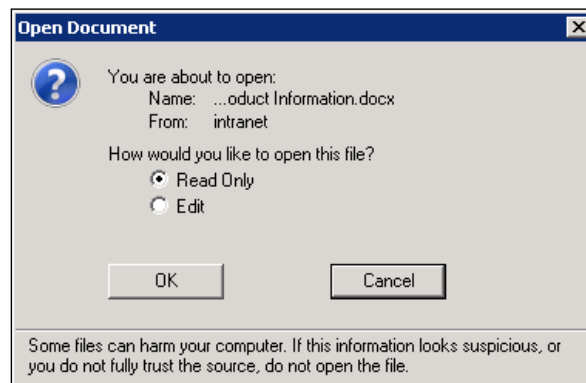 Open Document
You are about to open:
Name: ...oduct Information.docx
From: intranet
How would you like to open this file?
Read Only
Edit
OK Cancel
Some files can harm your computer. If this information looks suspicious, or
you do not fully trust the source, do not open the file.